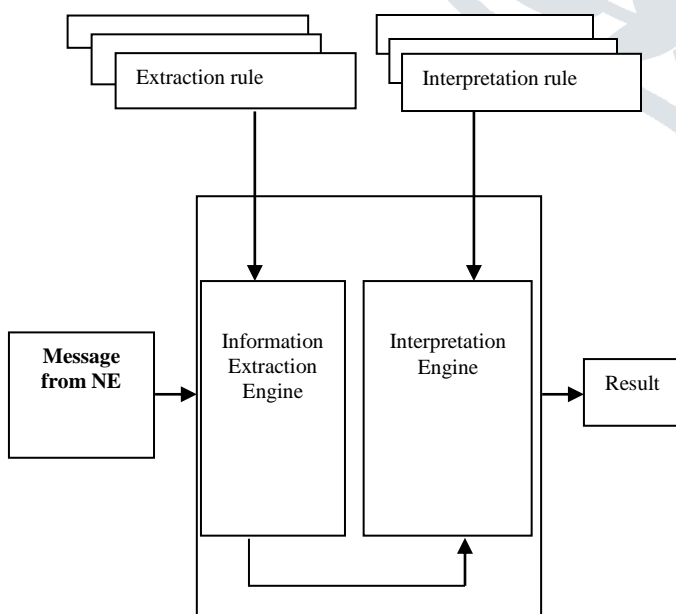 Extraction rule
Interpretation rule
Message
from NE
Information
Extraction
Engine
Interpretation
Engine
Result